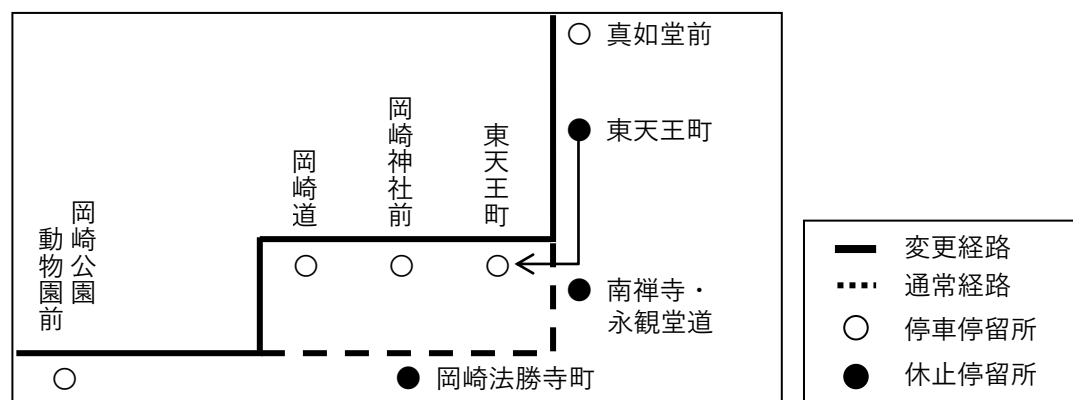 真如堂前
東天王町
東天王町
岡崎神社前
岡崎道
岡崎公園
動物園前
南禅寺・
永観堂道
岡崎法勝寺町
変更経路
通常経路
停車停留所
休止停留所